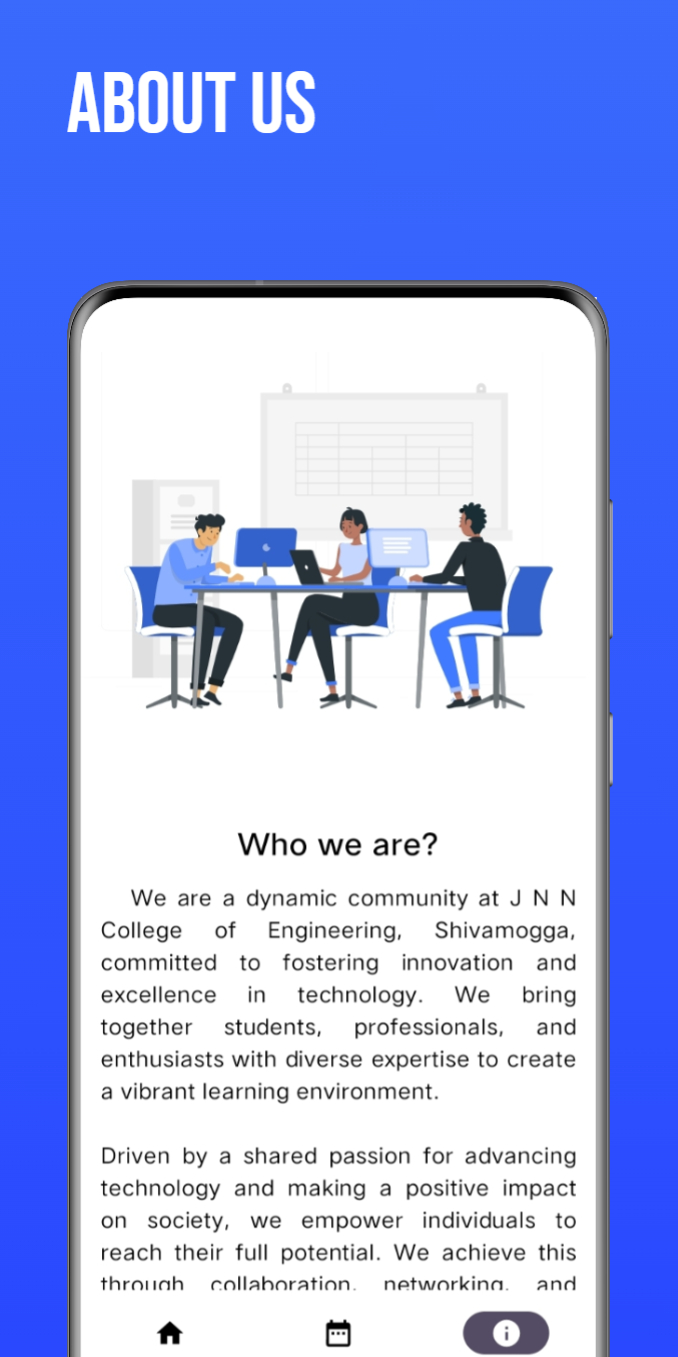 ABOUT US
Who we are?
We are a dynamic community at J N N
College of Engineering, Shivamogga,
committed to fostering innovation and
excellence in technology. We bring
together students, professionals, and
enthusiasts with diverse expertise to create
a vibrant learning environment.
Driven by a shared passion for advancing
technology and making a positive impact
on society, we empower individuals to
reach their full potential. We achieve this
through collaboration, networking, and